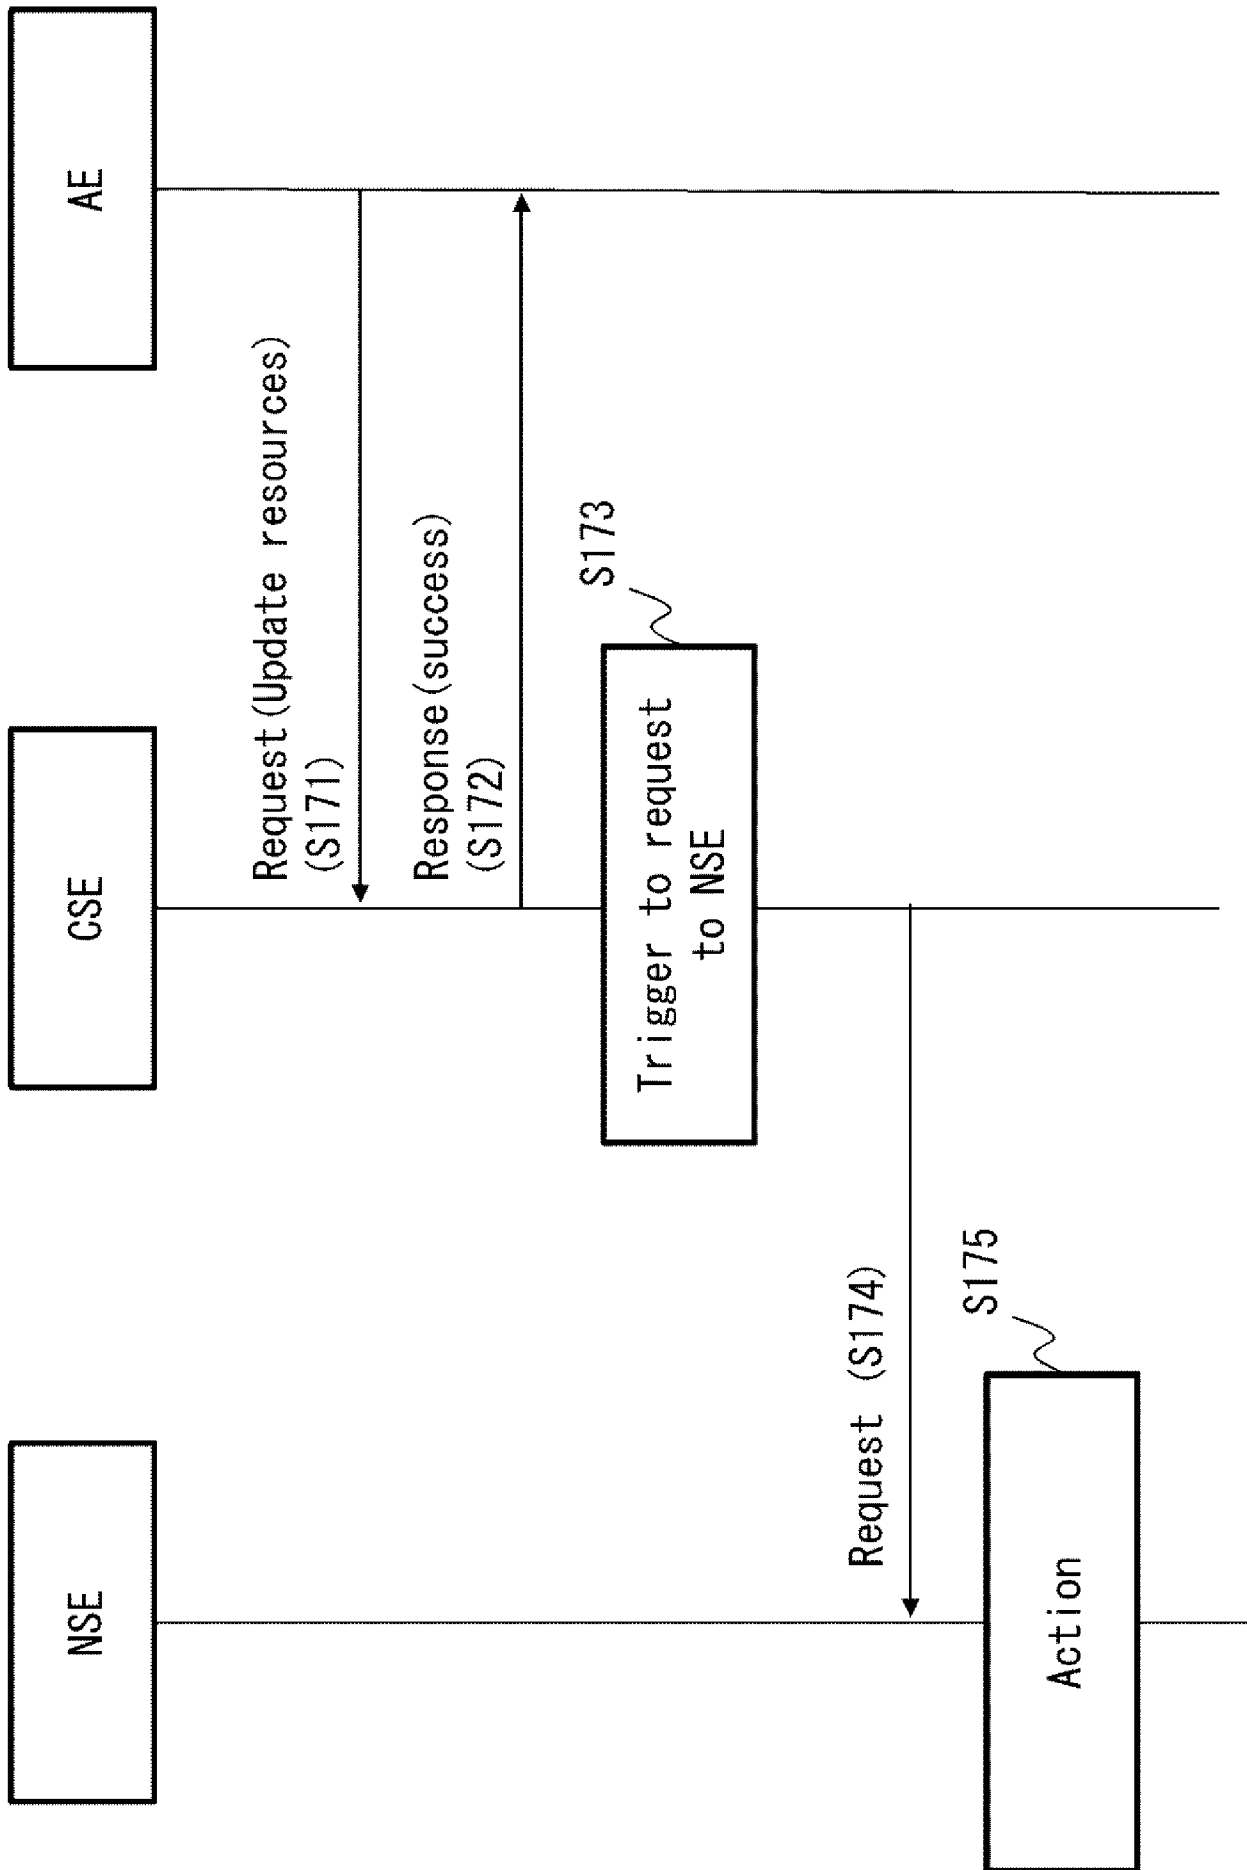 NSE
CSE
AE
Request(Update resources)
(S171)
Response(success)
(S172)
S173
Trigger to request
to NSE
Request (S174)
S175
Action